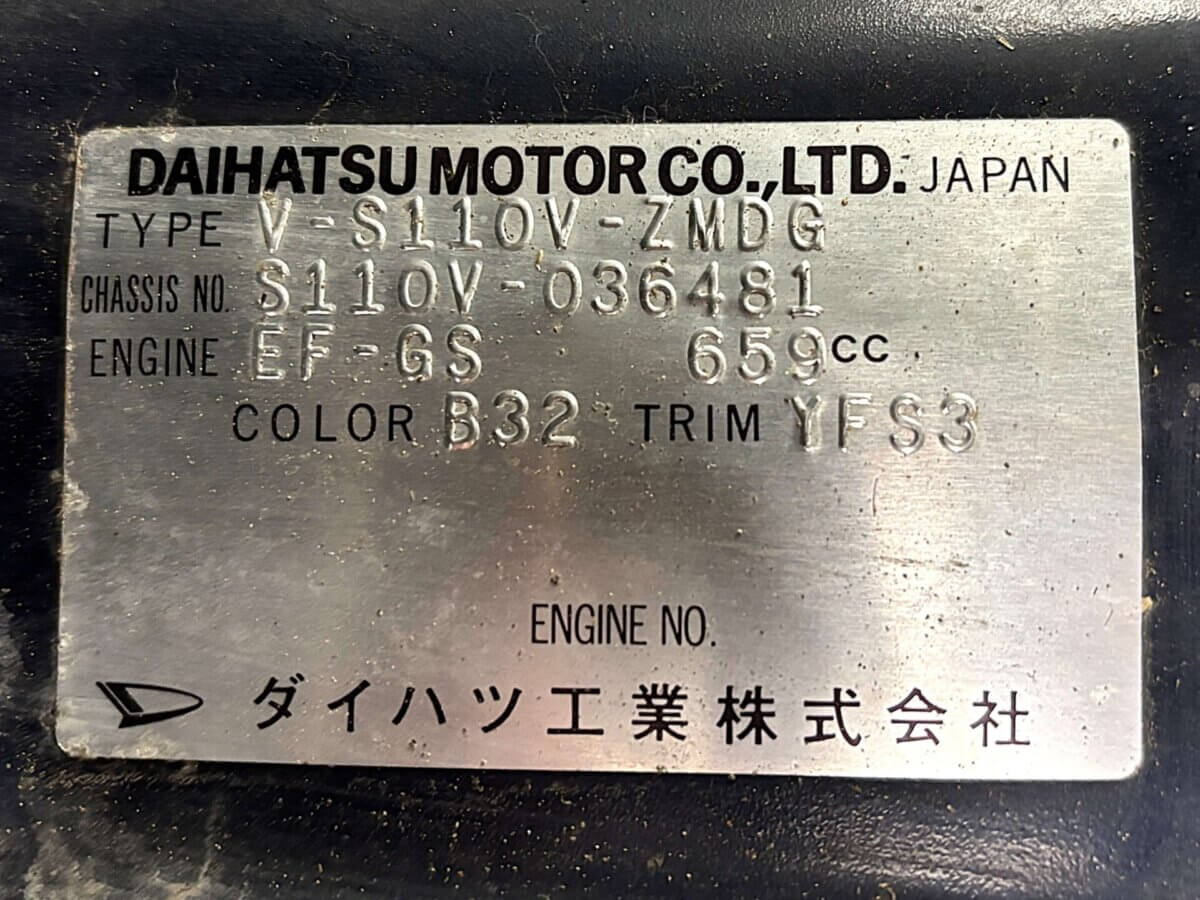 DAIHATSU MOTOR CO.,LTD. JAPAN
TYPE V-S110V-ZMDG
CHASSIS NO. S110V-036481
ENGINE EF-GS 659CC
COLOR B32 TRIM YFS3
ENGINE NO.
ダイハツ工業株式会社